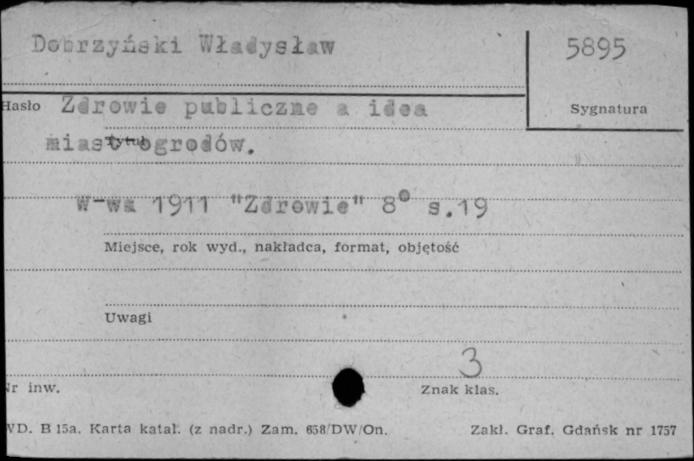 Dobrzyński Władysław
5895
Hasło Zdrowie publiczne a idea
Sygnatura
miast ogrodów.
Tytuł
W-wa 1911 "Zdrowie" 8° s.19
Miejsce, rok wyd., nakładca, format, objętość
Uwagi
3
Nr inw.
Znak klas.
WD. B 15a. Karta katal. (z nadr.) Zam. 658/DW/On. Zakł. Graf. Gdańsk nr 1757